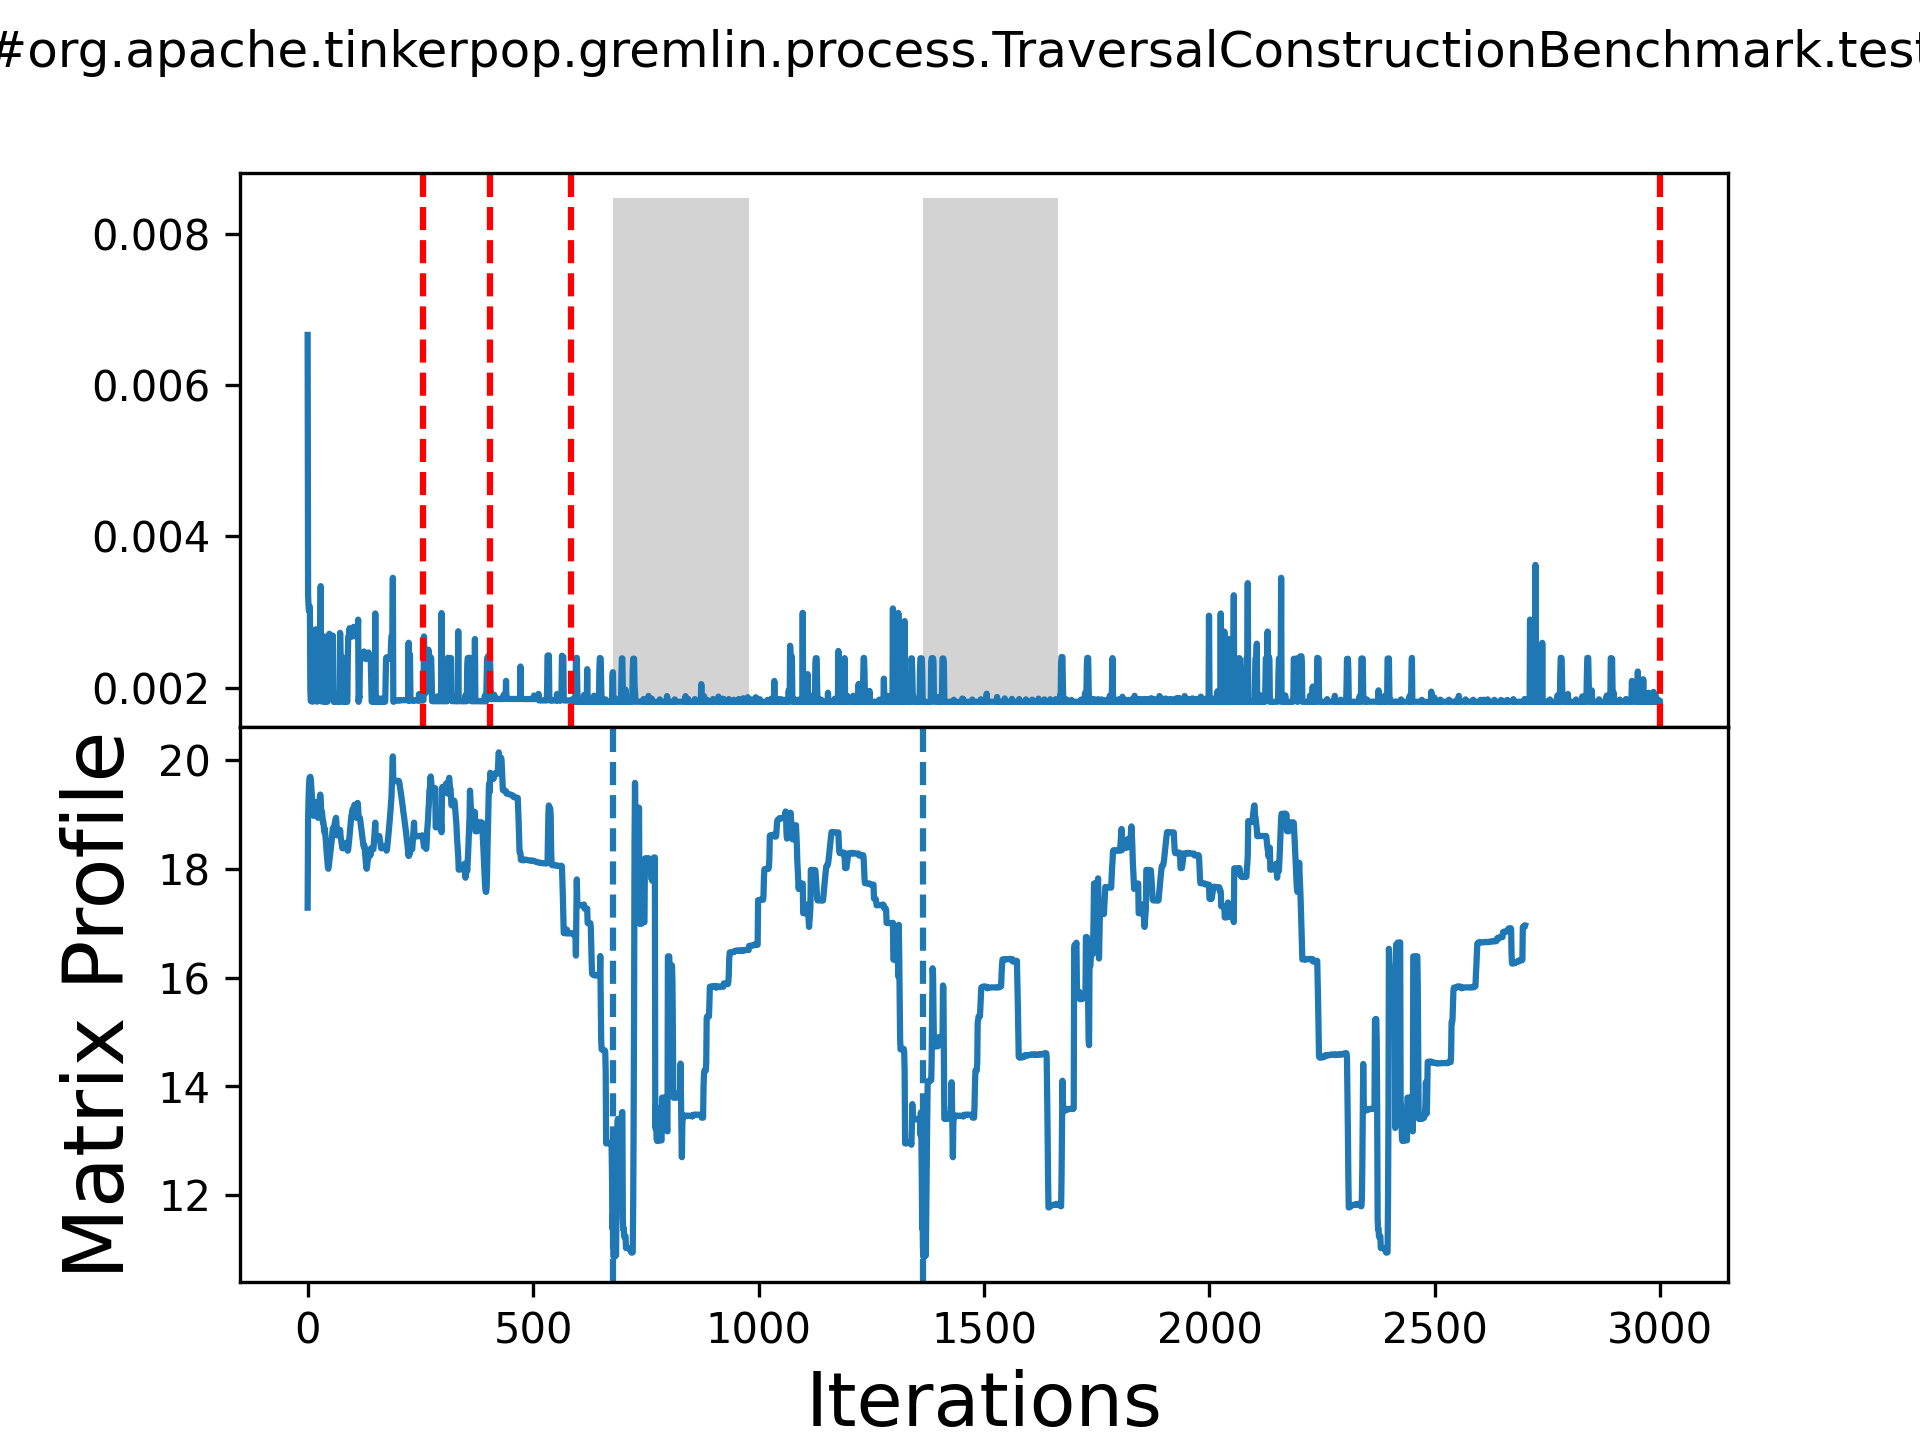 #org.apache.tinkerpop.gremlin.process.TraversalConstructionBenchmark.test
0.008
0.006
0.004
0.002
Matrix Profile
20
18
16
14
12
0 500 1000 1500 2000 2500 3000
Iterations